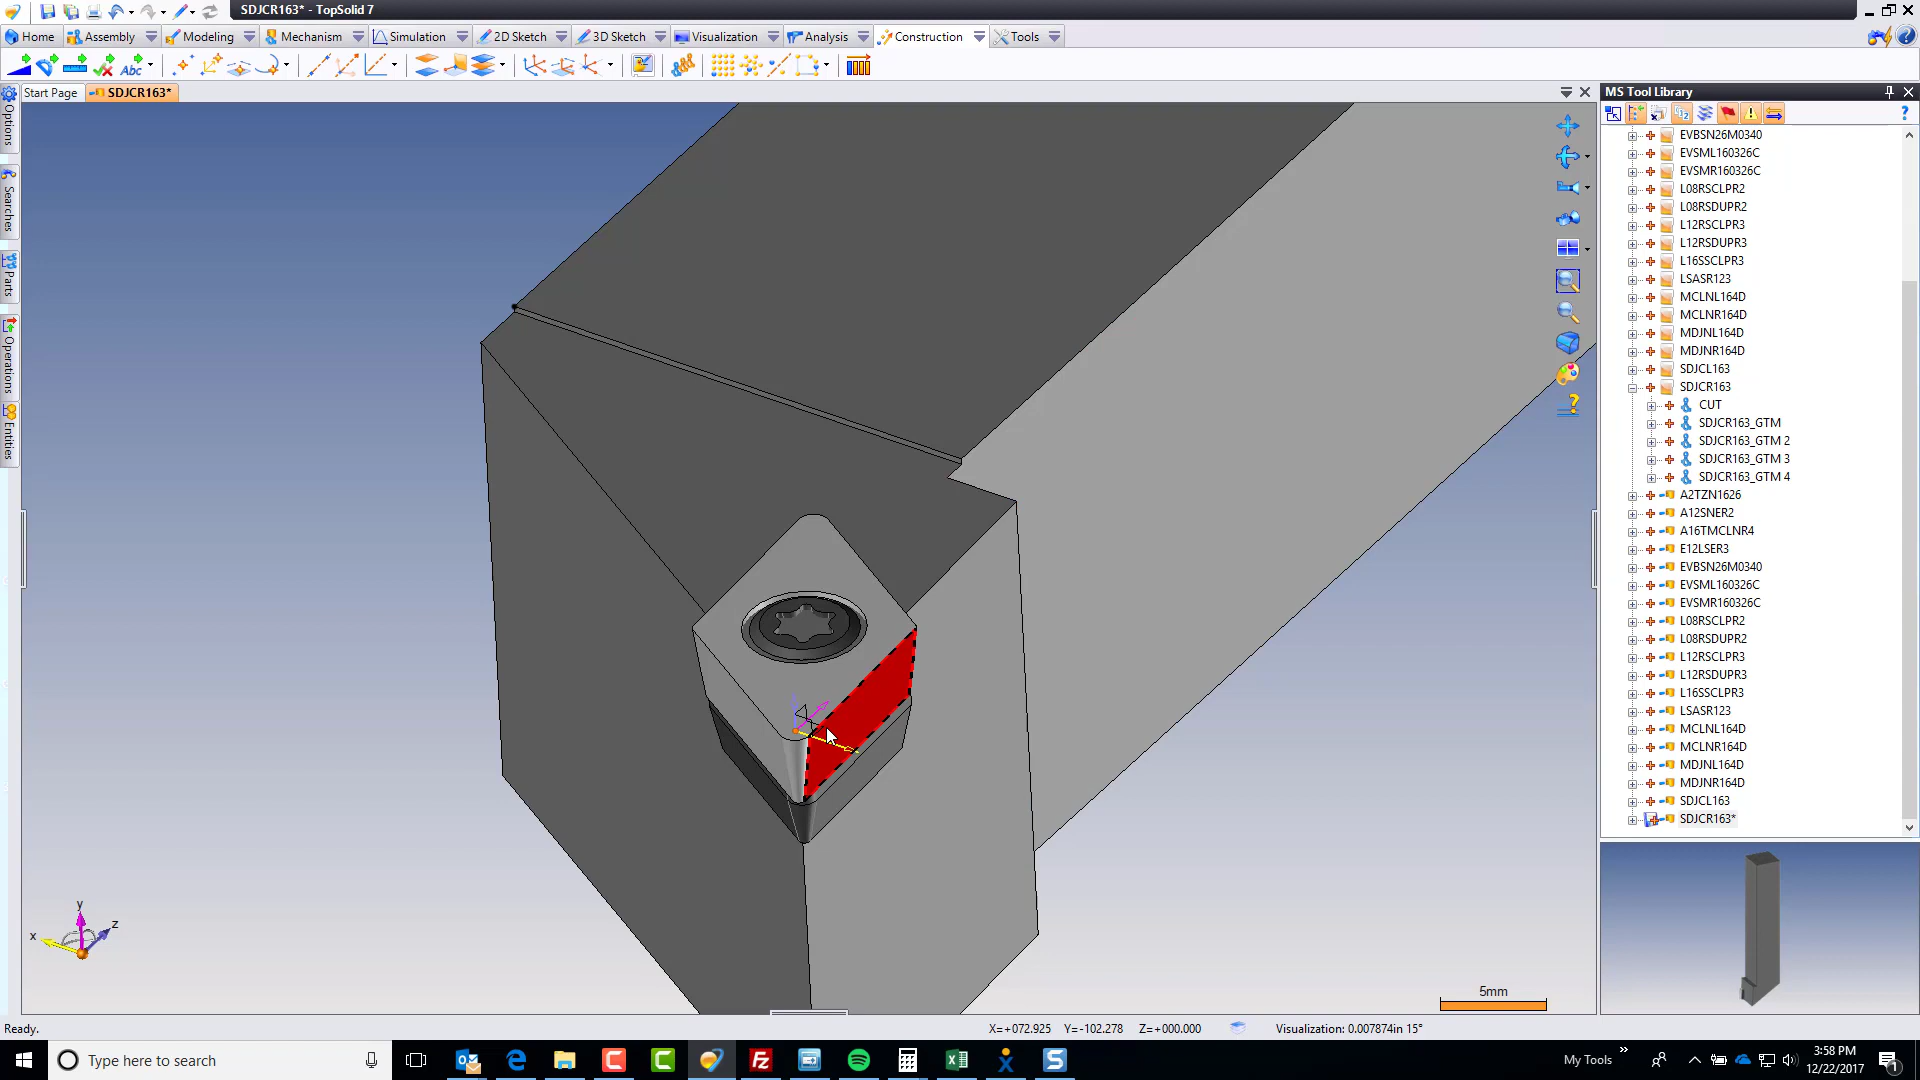 SDJCR163* - TopSolid 7
Home
Assembly
Modeling
Mechanism
Simulation
2D Sketch
3D Sketch
Visualization
Analysis
Construction
Tools
Abc
Start Page
SDJCR163*
Options
Searches
Parts
Operations
Entities
MS Tool Library
EVBSN26M0340
EVSML160326C
EVSMR160326C
L08RSCLPR2
L08RSDUPR2
L12RSCLPR3
L12RSDUPR3
L16SSCLPR3
LSASR123
MCLNL164D
MCLNR164D
MDJNL164D
MDJNR164D
SDJCL163
SDJCR163
CUT
SDJCR163_GTM
SDJCR163_GTM 2
SDJCR163_GTM 3
SDJCR163_GTM 4
A2TZN1626
A12SNER2
A16TMCLNR4
E12LSER3
EVBSN26M0340
EVSML160326C
EVSMR160326C
L08RSCLPR2
L08RSDUPR2
L12RSCLPR3
L12RSDUPR3
L16SSCLPR3
LSASR123
MCLNL164D
MCLNR164D
MDJNL164D
MDJNR164D
SDJCL163
SDJCR163*
y
x
z
5mm
Ready.
X=+072.925 Y=-102.278 Z=+000.000
Visualization: 0.007874in 15°
Type here to search
My Tools
3:58 PM
12/22/2017